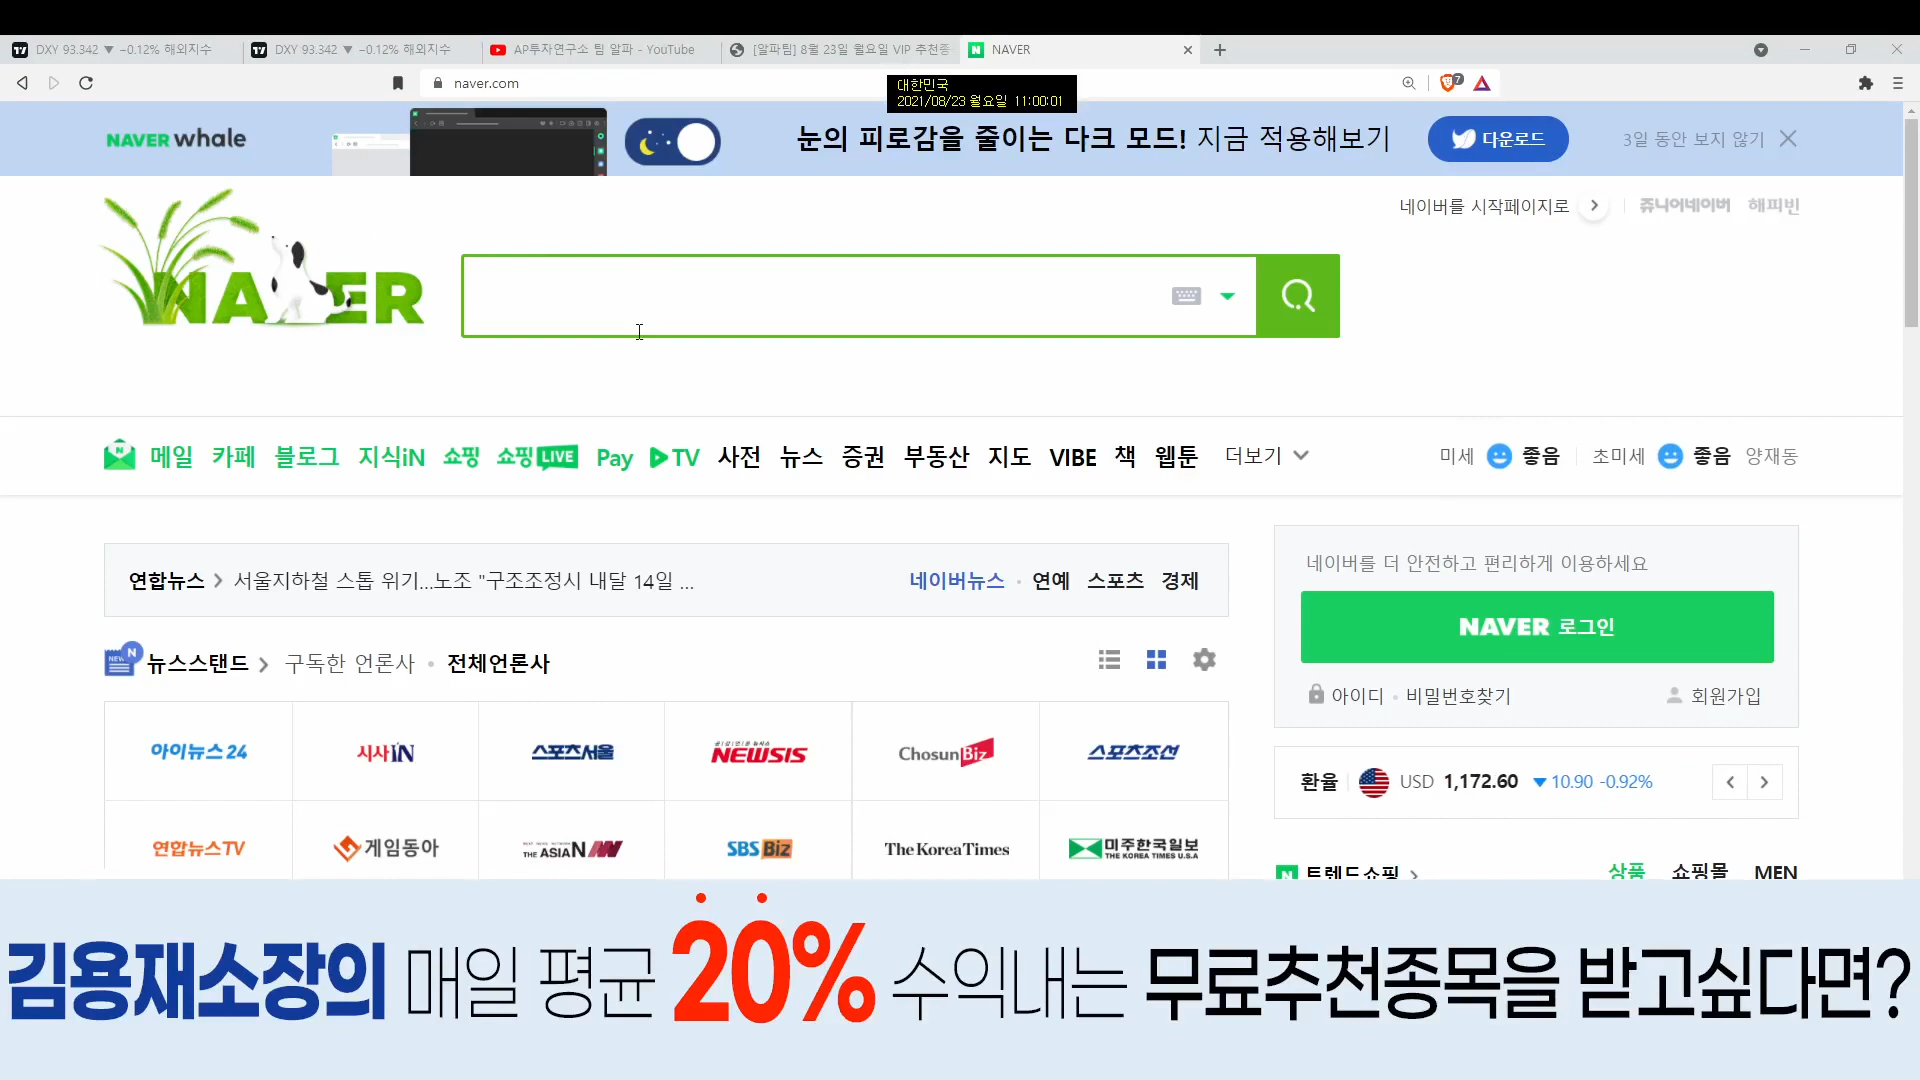 DXY 93.342 ▼ −0.12% 해외지수
DXY 93.342 ▼ −0.12% 해외지수
AP투자연구소 팀 알파 - YouTube
[알파팀] 8월 23일 월요일 VIP 추천종
NAVER
naver.com
대한민국
2021/08/23 월요일 11:00:01
7
NAVER whale
눈의 피로감을 줄이는 다크 모드! 지금 적용해보기
다운로드
3일 동안 보지 않기
네이버를 시작페이지로
쥬니어네이버 해피빈
NAVER
메일 카페 블로그 지식iN 쇼핑 쇼핑LIVE Pay TV 사전 뉴스 증권 부동산 지도 VIBE 책 웹툰 더보기
미세 좋음 초미세 좋음 양재동
연합뉴스 > 서울지하철 스톱 위기...노조 "구조조정시 내달 14일 ...
네이버뉴스 · 연예 스포츠 경제
네이버를 더 안전하고 편리하게 이용하세요
NAVER 로그인
아이디 · 비밀번호찾기
회원가입
뉴스스탠드 > 구독한 언론사 · 전체언론사
아이뉴스24
시사IN
스포츠서울
NEWSIS
ChosunBiz
스포츠조선
환율 USD 1,172.60 ▼10.90 -0.92%
연합뉴스TV
게임동아
THE ASIAN
SBS Biz
The Korea Times
미주한국일보
THE KOREA TIMES U.S.A
트렌드쇼핑 >
상품 쇼핑몰 MEN
김용재소장의 매일 평균 20% 수익내는 무료추천종목을 받고싶다면?